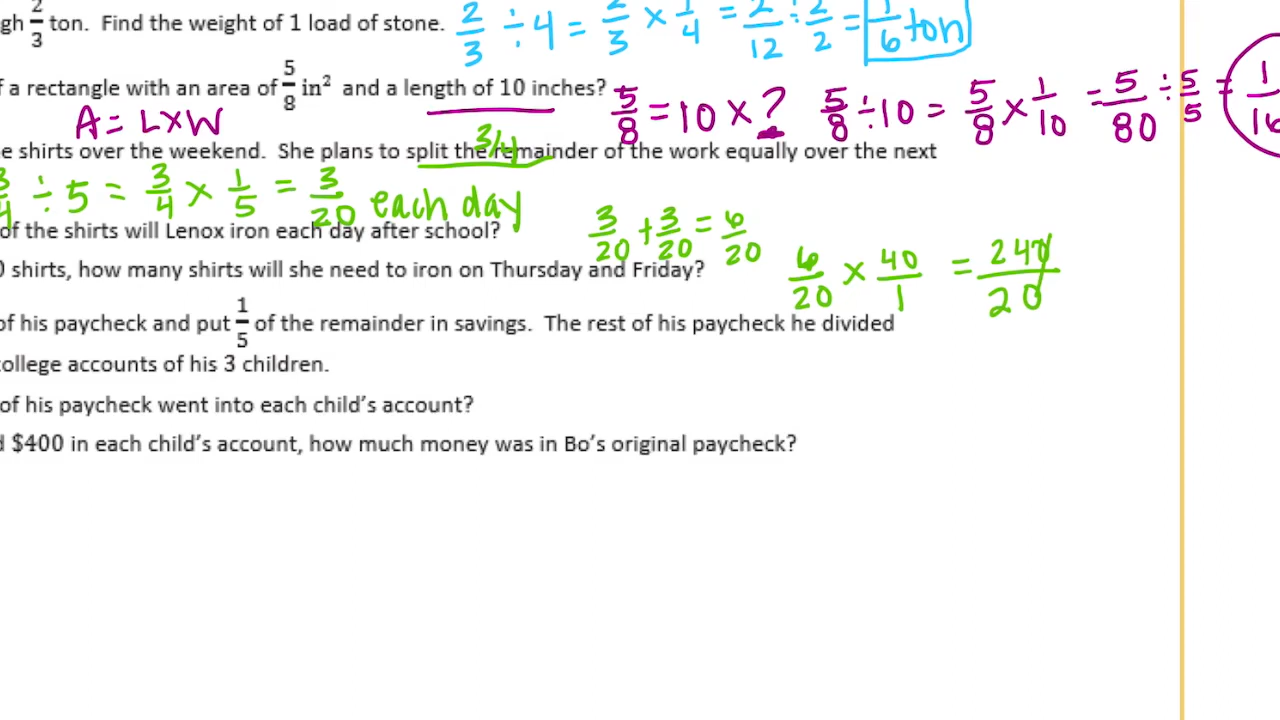 gh 2/3 ton. Find the weight of 1 load of stone. 2/3 ÷ 4 = 2/3 × 1/4 = 2/12 ÷ 2/2 = 1/6 ton
f a rectangle with an area of 5/8 in² and a length of 10 inches? 5/8 = 10 × ? 5/8 ÷ 10 = 5/8 × 1/10 = 5/80 ÷ 5/5 = 1/16
A = L × W
3/4
e shirts over the weekend. She plans to split the remainder of the work equally over the next
3/4 ÷ 5 = 3/4 × 1/5 = 3/20 each day
of the shirts will Lenox iron each day after school? 3/20 + 3/20 = 6/20
0 shirts, how many shirts will she need to iron on Thursday and Friday? 6/20 × 40/1 = 240/20
of his paycheck and put 1/5 of the remainder in savings. The rest of his paycheck he divided
ollege accounts of his 3 children.
of his paycheck went into each child's account?
d $400 in each child's account, how much money was in Bo's original paycheck?